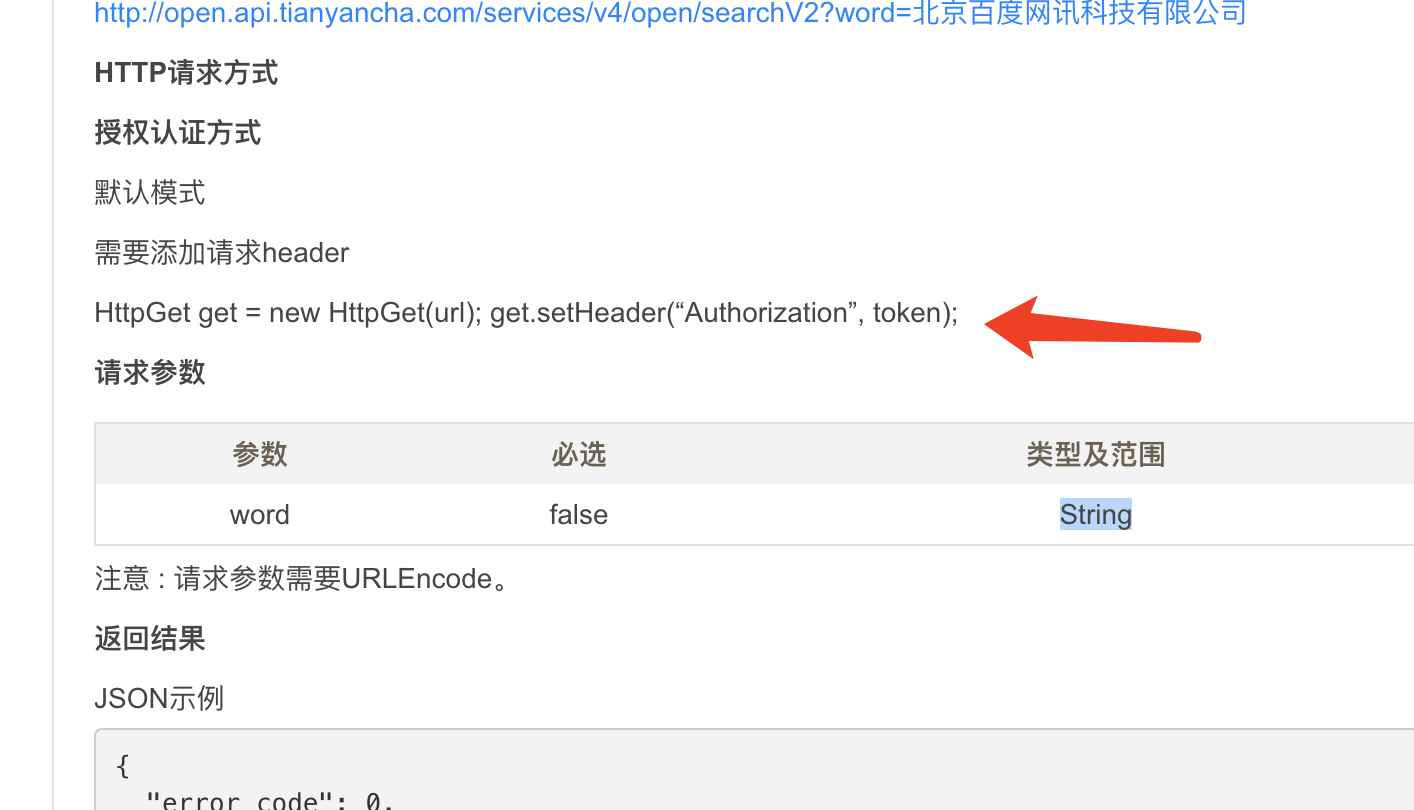 http://open.api.tianyancha.com/services/v4/open/searchV2?word=北京百度网讯科技有限公司
HTTP请求方式
授权认证方式
默认模式
需要添加请求header
HttpGet get = new HttpGet(url); get.setHeader(“Authorization”, token);
请求参数
参数 必选 类型及范围
word false String
注意 : 请求参数需要URLEncode。
返回结果
JSON示例
{
"error_code": 0,